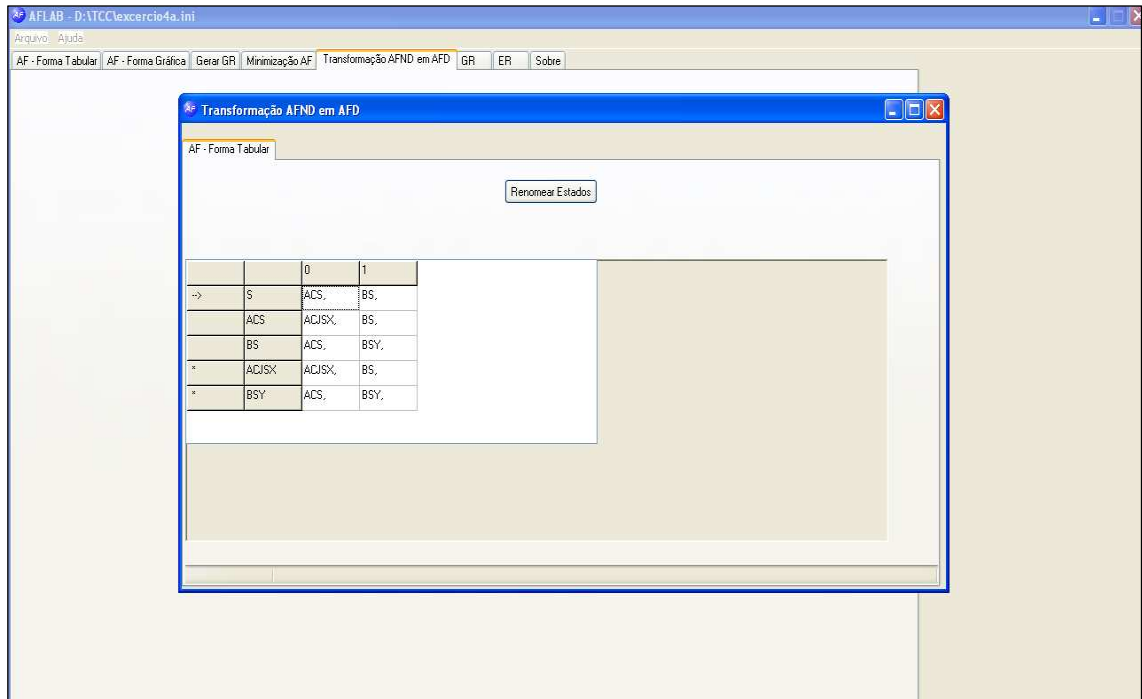 AFLAB - D:\TCC\excercio4a.ini
Arquivo Ajuda
AF - Forma Tabular AF - Forma Gráfica Gerar GR Minimização AF Transformação AFND em AFD GR ER Sobre
Transformação AFND em AFD
AF - Forma Tabular
Renomear Estados
0 1
--> S ACS, BS,
ACS ACJSX, BS,
BS ACS, BSY,
* ACJSX ACJSX, BS,
* BSY ACS, BSY,